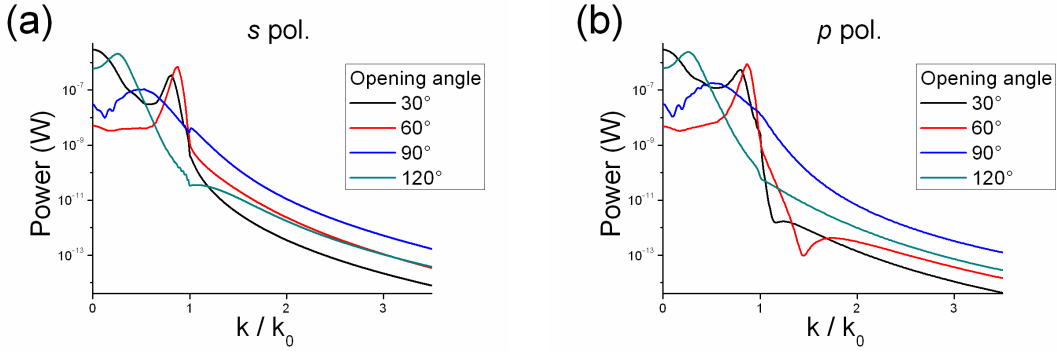 (a)
s pol.
Power (W)
10⁻⁷
10⁻⁹
10⁻¹¹
10⁻¹³
0 1 2 3
k / k₀
Opening angle
30°
60°
90°
120°
(b)
p pol.
Power (W)
10⁻⁷
10⁻⁹
10⁻¹¹
10⁻¹³
0 1 2 3
k / k₀
Opening angle
30°
60°
90°
120°